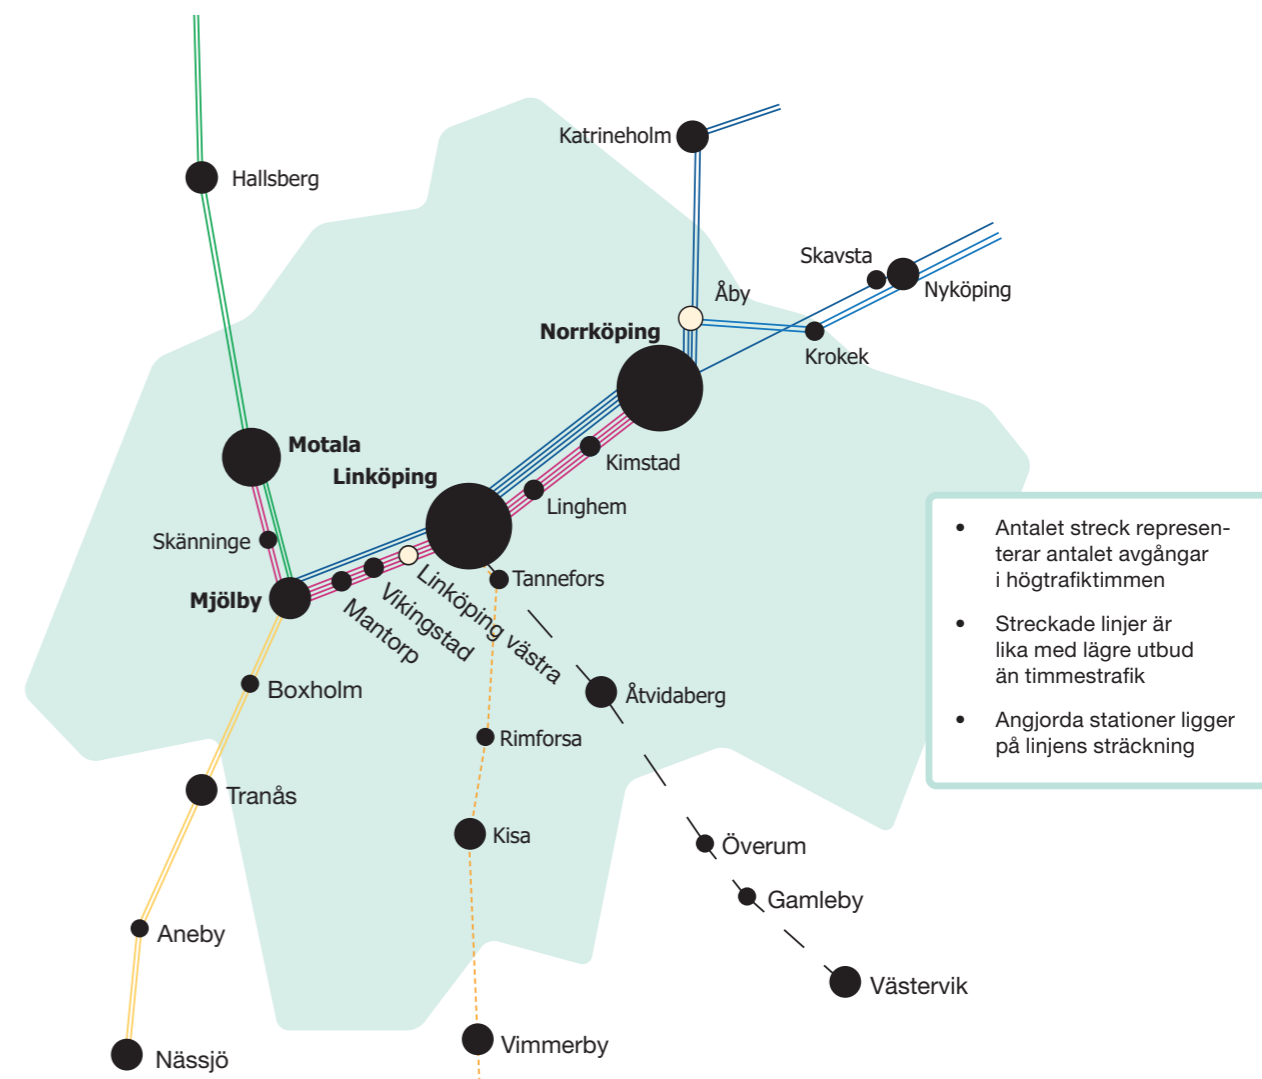 Katrineholm
Hallsberg
Skavsta
Nyköping
Åby
Norrköping
Krokek
Motala
Linköping
Kimstad
Linghem
Skänninge
Tannefors
Mjölby
Linköping västra
Vikingstad
Mantorp
Boxholm
Åtvidaberg
Rimforsa
Tranås
Kisa
Överum
Gamleby
Aneby
Västervik
Vimmerby
Nässjö
• Antalet streck represen-
terar antalet avgångar
i högtrafiktimmen
• Streckade linjer är
lika med lägre utbud
än timmestrafik
• Angjorda stationer ligger
på linjens sträckning